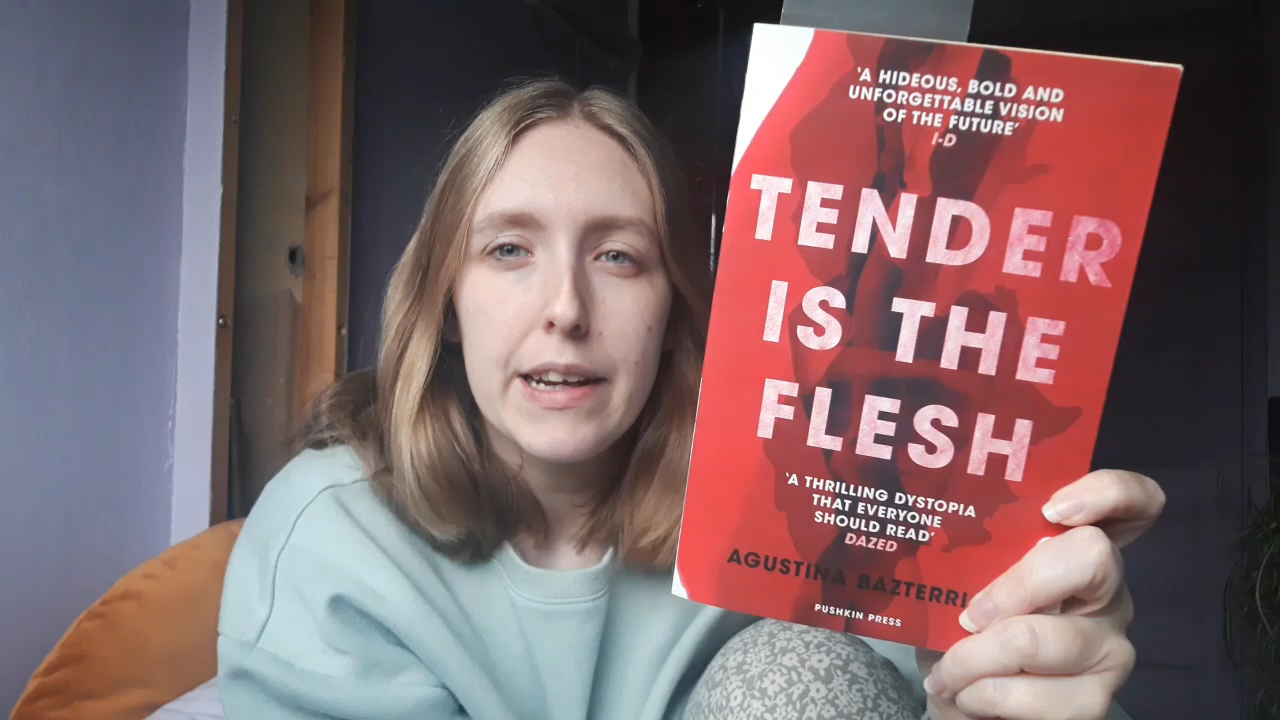 'A HIDEOUS, BOLD AND
UNFORGETTABLE VISION
OF THE FUTURE'
I-D
TENDER
IS THE
FLESH
'A THRILLING DYSTOPIA
THAT EVERYONE
SHOULD READ'
DAZED
AGUSTINA BAZTERRI
PUSHKIN PRESS